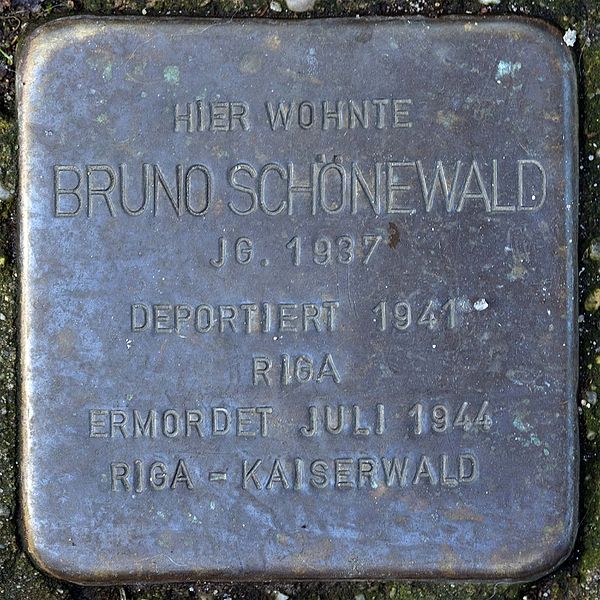 HIER WOHNTE
BRUNO SCHÖNEWALD
JG. 1937
DEPORTIERT 1941
RIGA
ERMORDET JULI 1944
RIGA - KAISERWALD